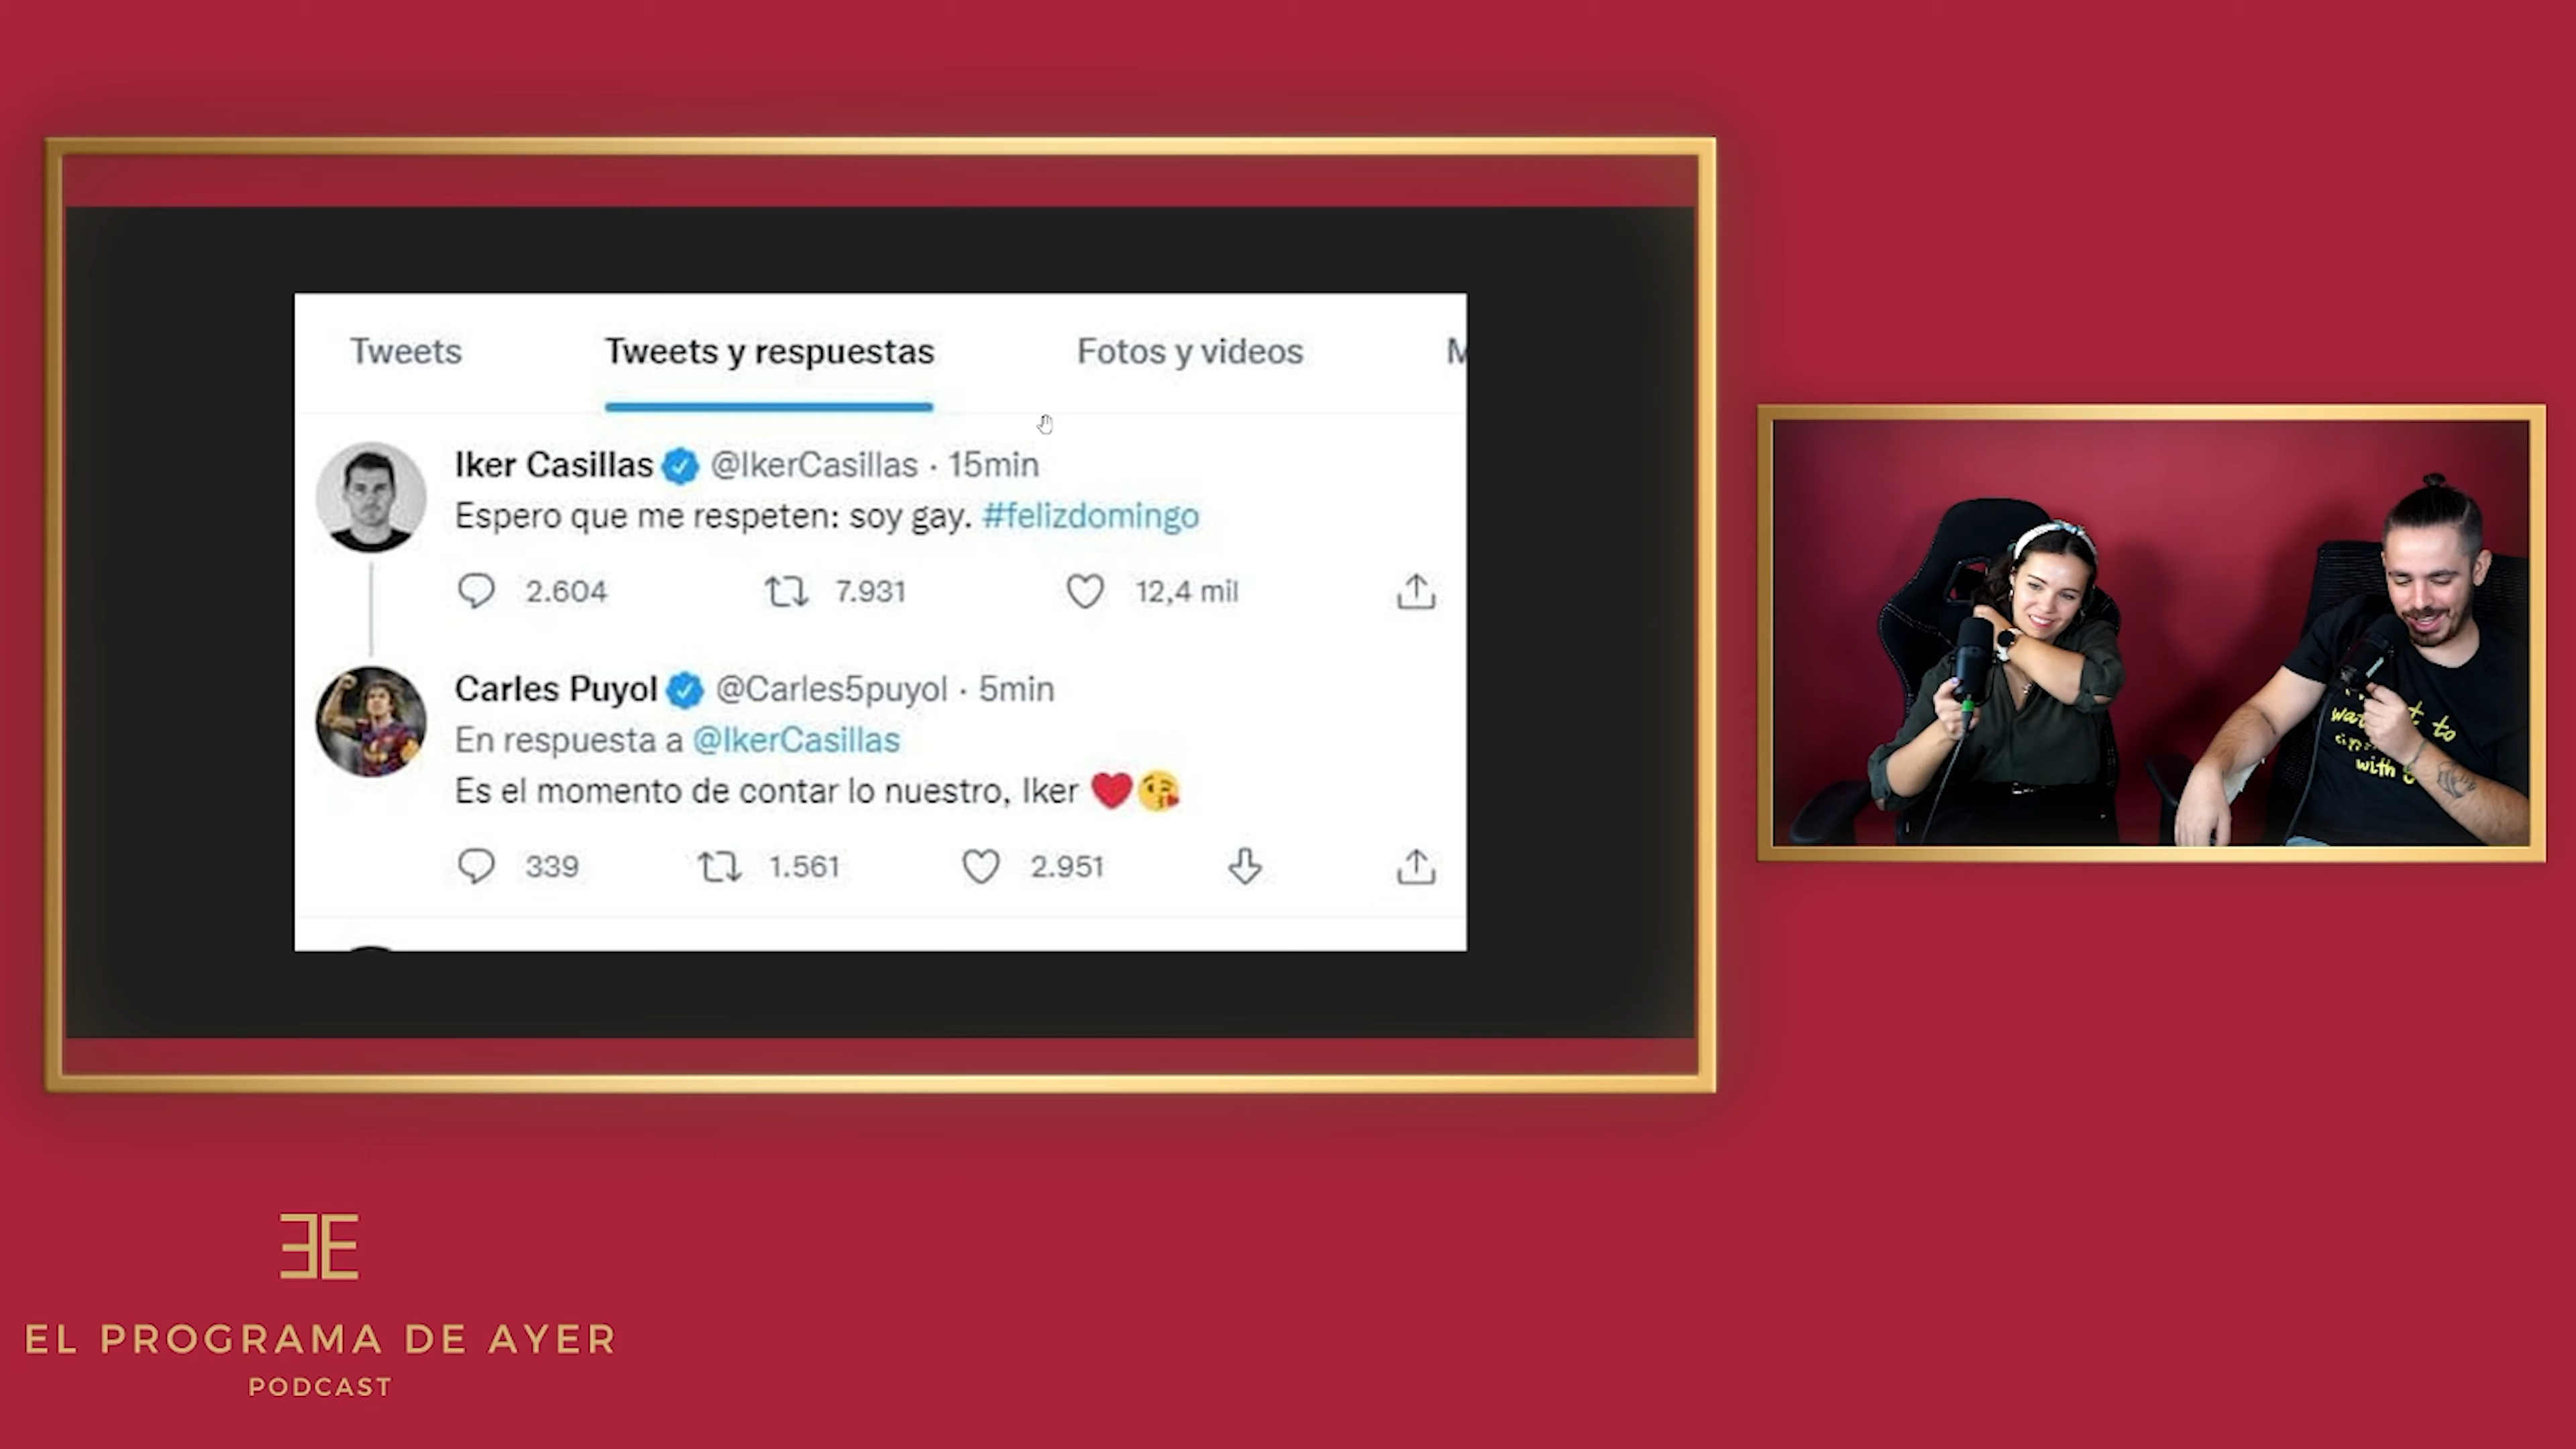 Tweets
Tweets y respuestas
Fotos y videos
M
Iker Casillas @IkerCasillas · 15min
Espero que me respeten: soy gay. #felizdomingo
2.604
7.931
12,4 mil
Carles Puyol @Carles5puyol · 5min
En respuesta a @IkerCasillas
Es el momento de contar lo nuestro, Iker ❤️😘
339
1.561
2.951
to
with
EL PROGRAMA DE AYER
PODCAST